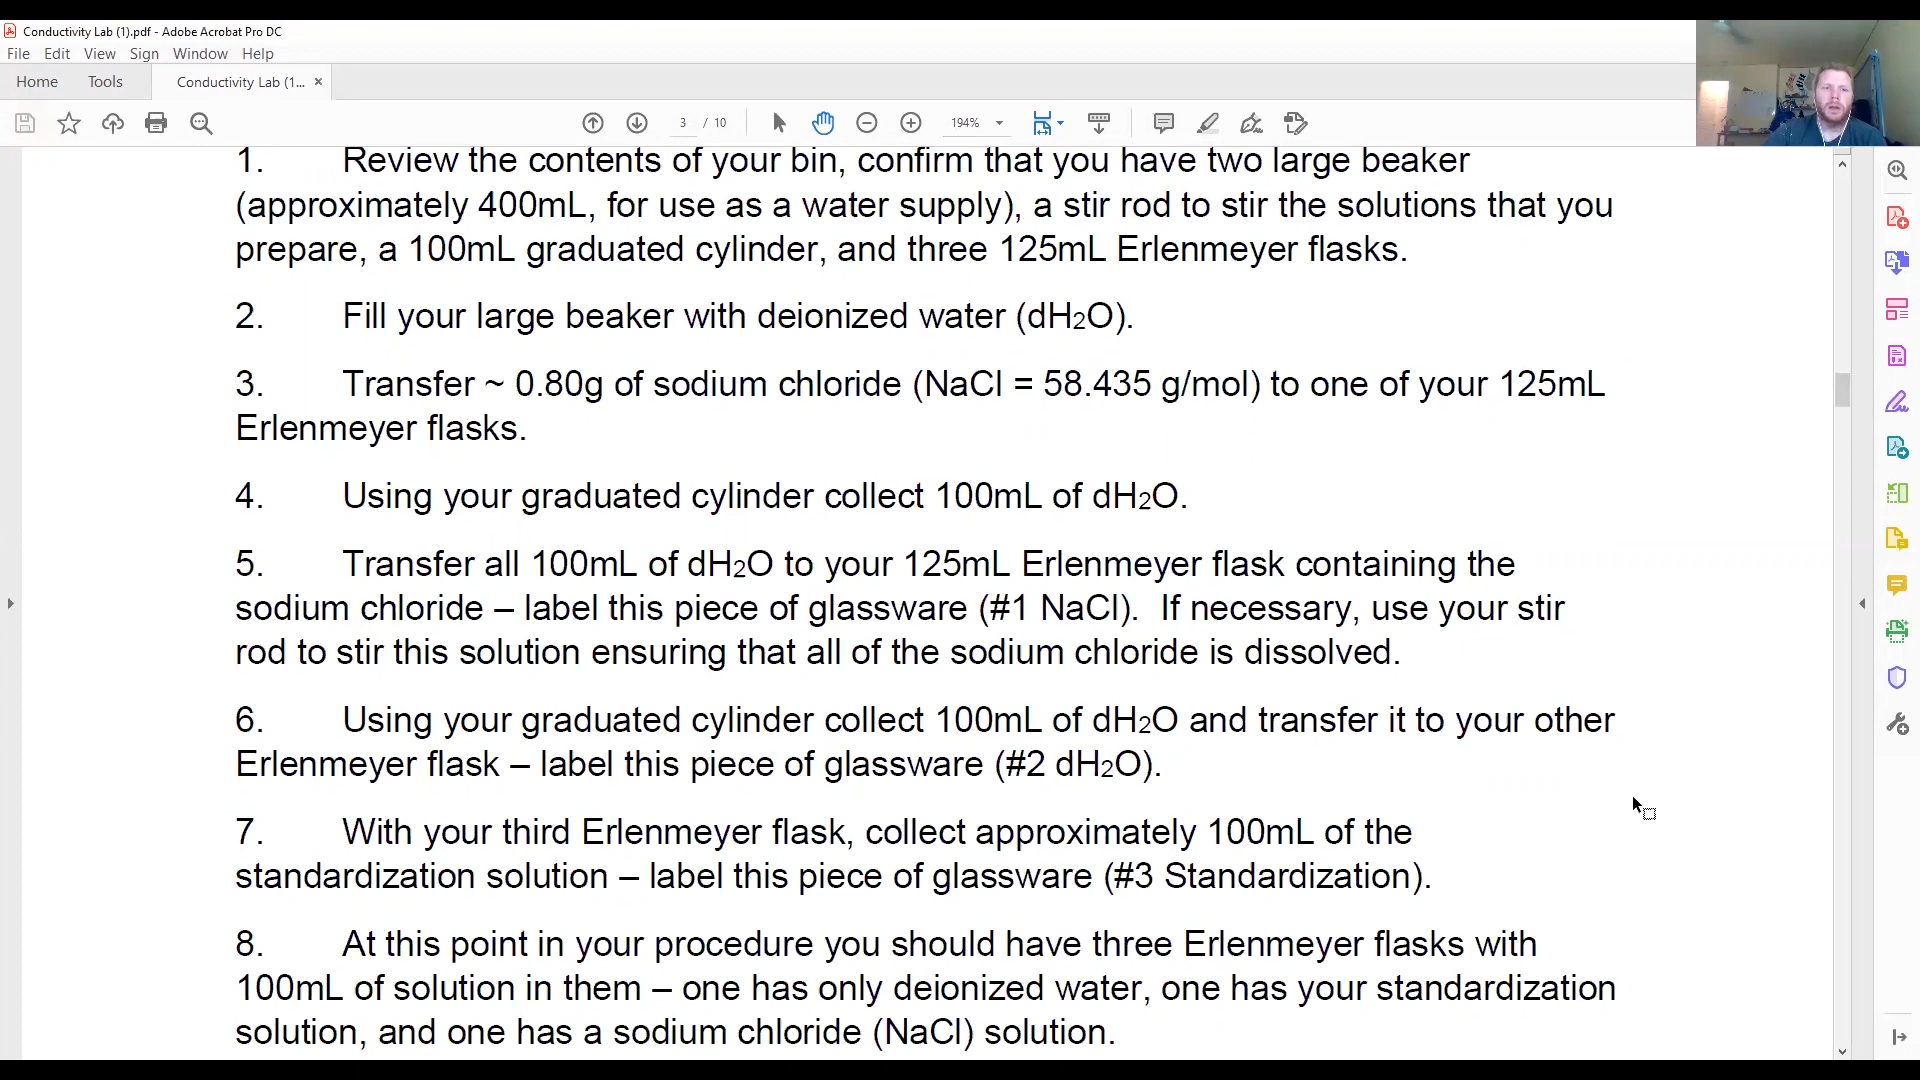 Conductivity Lab (1).pdf - Adobe Acrobat Pro DC
File Edit View Sign Window Help
Home Tools Conductivity Lab (1... ×
3 / 10 194%
1. Review the contents of your bin, confirm that you have two large beaker
(approximately 400mL, for use as a water supply), a stir rod to stir the solutions that you
prepare, a 100mL graduated cylinder, and three 125mL Erlenmeyer flasks.
2. Fill your large beaker with deionized water (dH₂O).
3. Transfer ~ 0.80g of sodium chloride (NaCl = 58.435 g/mol) to one of your 125mL
Erlenmeyer flasks.
4. Using your graduated cylinder collect 100mL of dH₂O.
5. Transfer all 100mL of dH₂O to your 125mL Erlenmeyer flask containing the
sodium chloride – label this piece of glassware (#1 NaCl). If necessary, use your stir
rod to stir this solution ensuring that all of the sodium chloride is dissolved.
6. Using your graduated cylinder collect 100mL of dH₂O and transfer it to your other
Erlenmeyer flask – label this piece of glassware (#2 dH₂O).
7. With your third Erlenmeyer flask, collect approximately 100mL of the
standardization solution – label this piece of glassware (#3 Standardization).
8. At this point in your procedure you should have three Erlenmeyer flasks with
100mL of solution in them – one has only deionized water, one has your standardization
solution, and one has a sodium chloride (NaCl) solution.